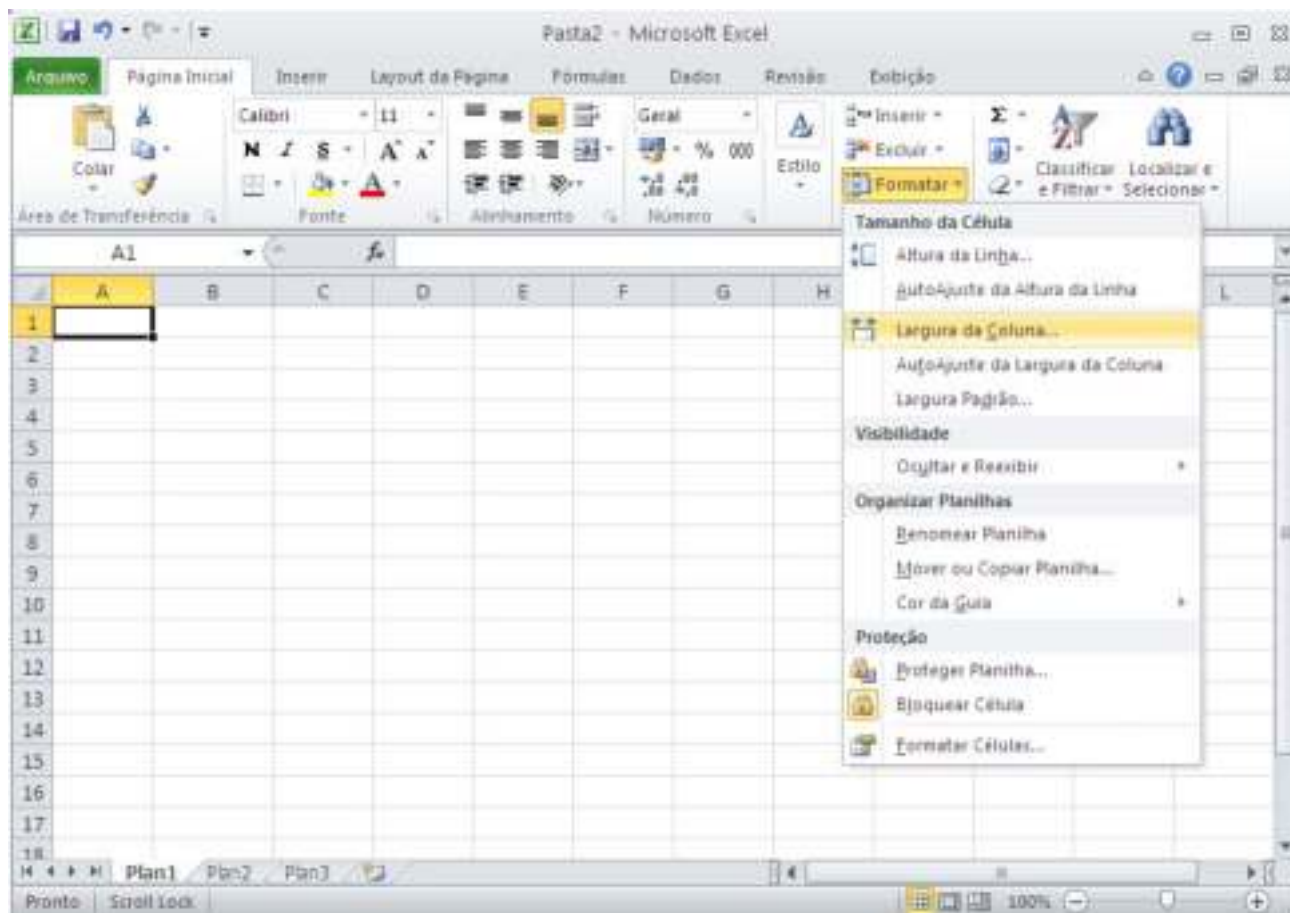 Pasta2 - Microsoft Excel
Arquivo Página Inicial Inserir Layout da Página Fórmulas Dados Revisão Exibição
Calibri 11 Geral
Inserir
Σ
N I S A A % 000
Excluir
Colar
Estilo
Formatar
Classificar e Filtrar
Localizar e Selecionar
Área de Transferência Fonte Alinhamento Número
A1 fx
Tamanho da Célula
Altura da Linha...
AutoAjuste da Altura da Linha
Largura da Coluna...
AutoAjuste da Largura da Coluna
Largura Padrão...
Visibilidade
Ocultar e Reexibir
Organizar Planilhas
Renomear Planilha
Mover ou Copiar Planilha...
Cor da Guia
Proteção
Proteger Planilha...
Bloquear Célula
Formatar Células...
A B C D E F G H L
1
2
3
4
5
6
7
8
9
10
11
12
13
14
15
16
17
18
Plan1 Plan2 Plan3
Pronto Scroll Lock 100%